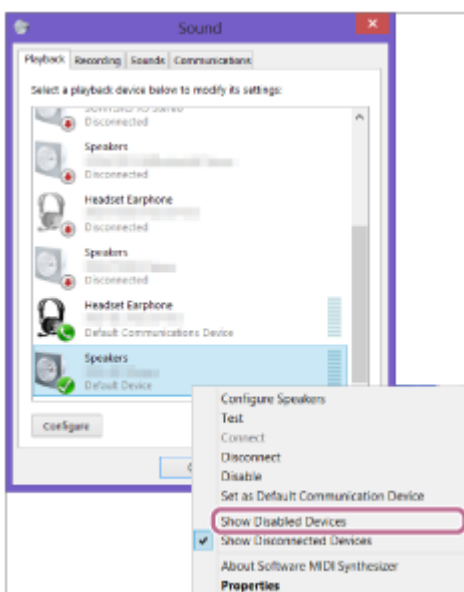 Sound
Playback Recording Sounds Communications
Select a playback device below to modify its settings:
Stereo
Disconnected
Speakers
Disconnected
Headset Earphone
Disconnected
Speakers
Disconnected
Headset Earphone
Default Communications Device
Speakers
Default Device
Configure
Configure Speakers
Test
Connect
Disconnect
Disable
Set as Default Communication Device
Show Disabled Devices
Show Disconnected Devices
About Software MIDI Synthesizer
Properties